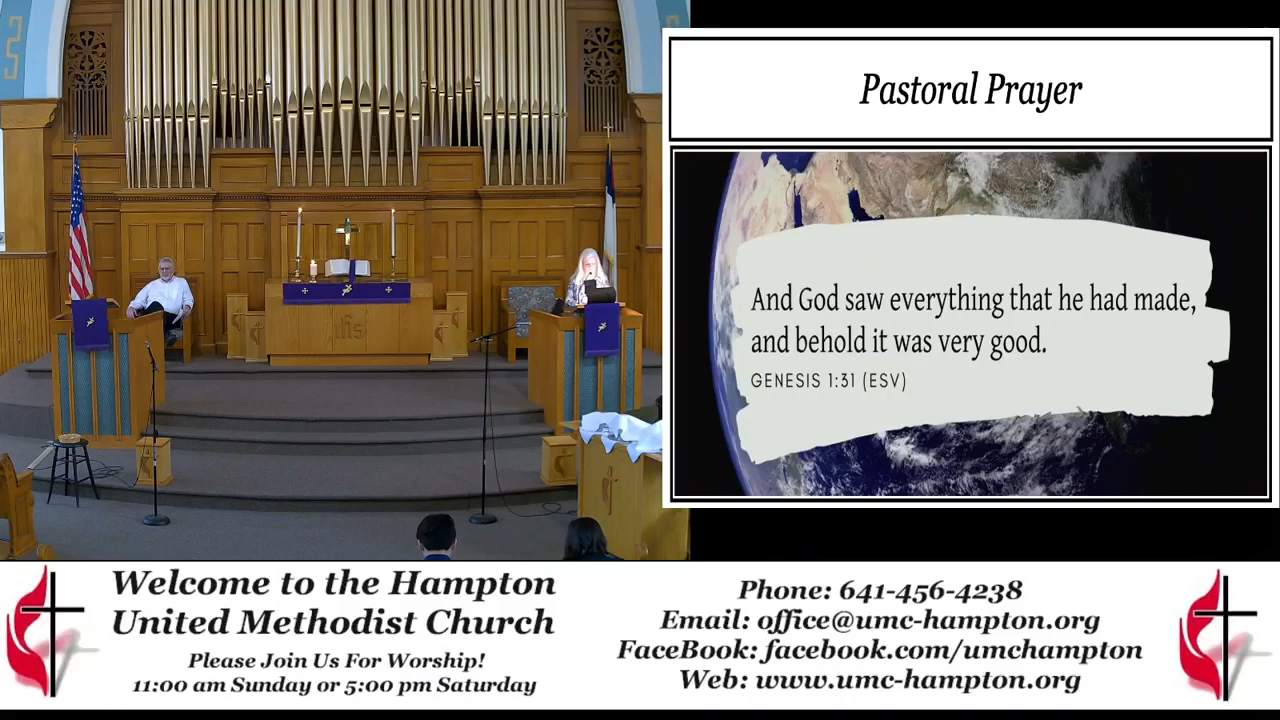 Pastoral Prayer
And God saw everything that he had made,
and behold it was very good.
GENESIS 1:31 (ESV)
ihs
Welcome to the Hampton
United Methodist Church
Please Join Us For Worship!
11:00 am Sunday or 5:00 pm Saturday
Phone: 641-456-4238
Email: office@umc-hampton.org
FaceBook: facebook.com/umchampton
Web: www.umc-hampton.org